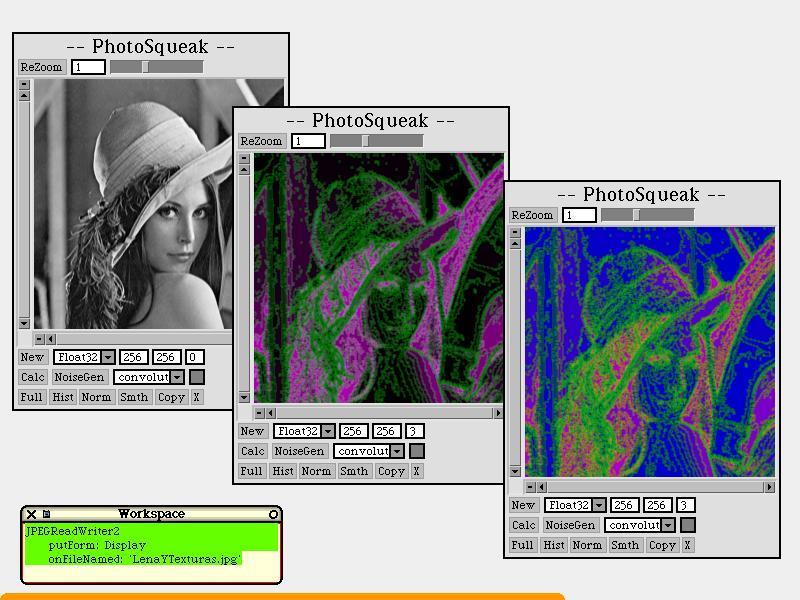 -- PhotoSqueak --
ReZoom 1
New Float32 256 256 0
Calc NoiseGen convolut
Full Hist Norm Smth Copy X
-- PhotoSqueak --
ReZoom 1
New Float32 256 256 3
Calc NoiseGen convolut
Full Hist Norm Smth Copy X
-- PhotoSqueak --
ReZoom 1
New Float32 256 256 3
Calc NoiseGen convolut
Full Hist Norm Smth Copy X
Workspace
JPEGReadWriter2
putForm: Display
onFileNamed: 'LenaYTexturas.jpg'